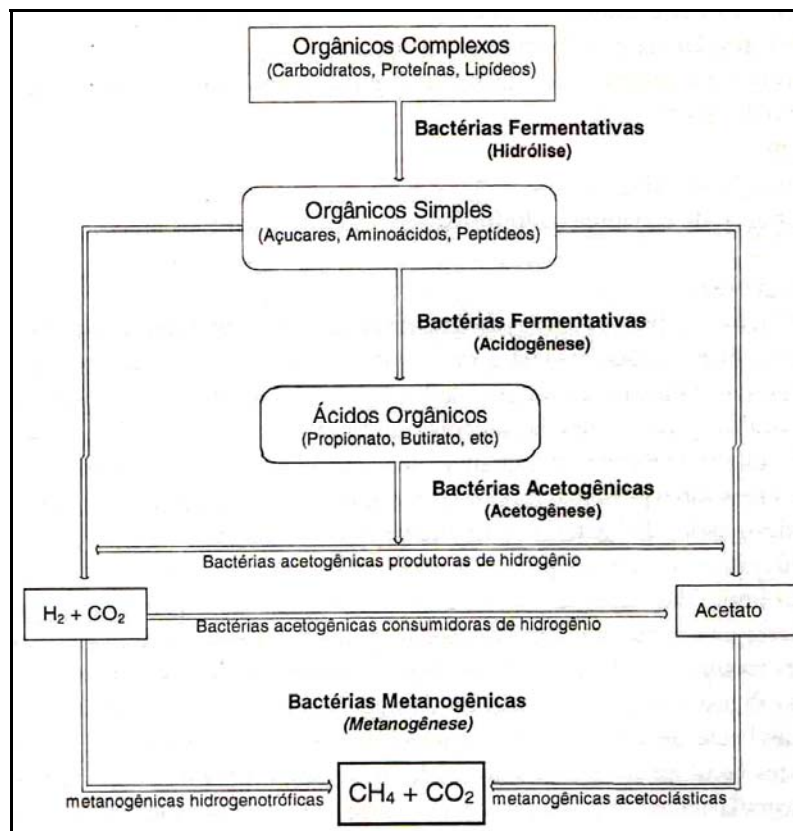 Orgânicos Complexos
(Carboidratos, Proteínas, Lipídeos)
Bactérias Fermentativas
(Hidrólise)
Orgânicos Simples
(Açucares, Aminoácidos, Peptídeos)
Bactérias Fermentativas
(Acidogênese)
Ácidos Orgânicos
(Propionato, Butirato, etc)
Bactérias Acetogênicas
(Acetogênese)
Bactérias acetogênicas produtoras de hidrogênio
H₂ + CO₂
Acetato
Bactérias acetogênicas consumidoras de hidrogênio
Bactérias Metanogênicas
(Metanogênese)
CH₄ + CO₂
metanogênicas hidrogenotróficas
metanogênicas acetoclásticas